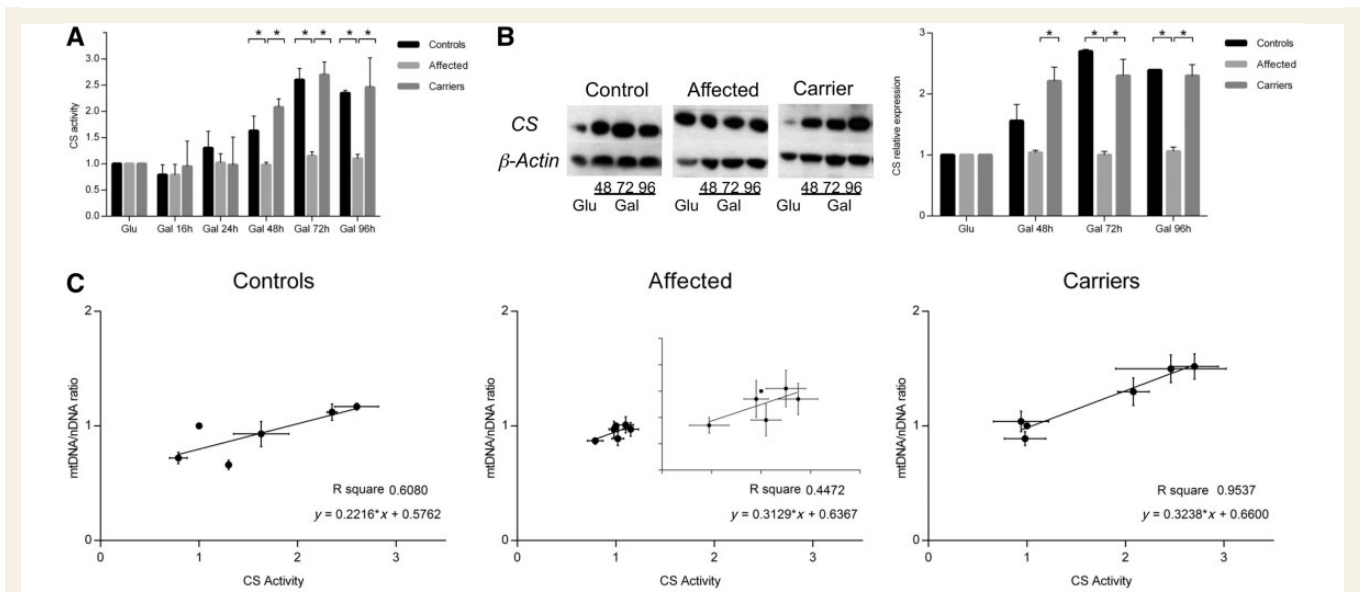 A
* * * * * *
CS activity
3.0
2.5
2.0
1.5
1.0
0.5
0.0
Glu Gal 16h Gal 24h Gal 48h Gal 72h Gal 96h
Controls
Affected
Carriers
B
Control Affected Carrier
CS
β-Actin
48 72 96 48 72 96 48 72 96
Glu Gal Glu Gal Glu Gal
* * * * *
CS relative expression
3
2
1
0
Glu Gal 48h Gal 72h Gal 96h
Controls
Affected
Carriers
C
Controls
mtDNA/nDNA ratio
2
1
0
0 1 2 3
CS Activity
R square 0.6080
y = 0.2216*x + 0.5762
Affected
mtDNA/nDNA ratio
2
1
0
0 1 2 3
CS Activity
R square 0.4472
y = 0.3129*x + 0.6367
Carriers
mtDNA/nDNA ratio
2
1
0
0 1 2 3
CS Activity
R square 0.9537
y = 0.3238*x + 0.6600